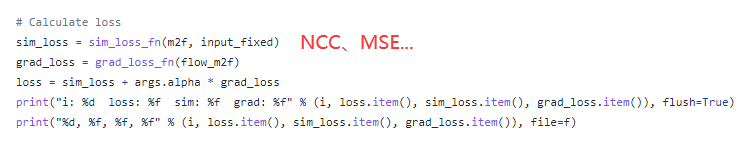 # Calculate loss
sim_loss = sim_loss_fn(m2f, input_fixed) NCC、MSE...
grad_loss = grad_loss_fn(flow_m2f)
loss = sim_loss + args.alpha * grad_loss
print("i: %d  loss: %f  sim: %f  grad: %f" % (i, loss.item(), sim_loss.item(), grad_loss.item()), flush=True)
print("%d, %f, %f, %f" % (i, loss.item(), sim_loss.item(), grad_loss.item()), file=f)